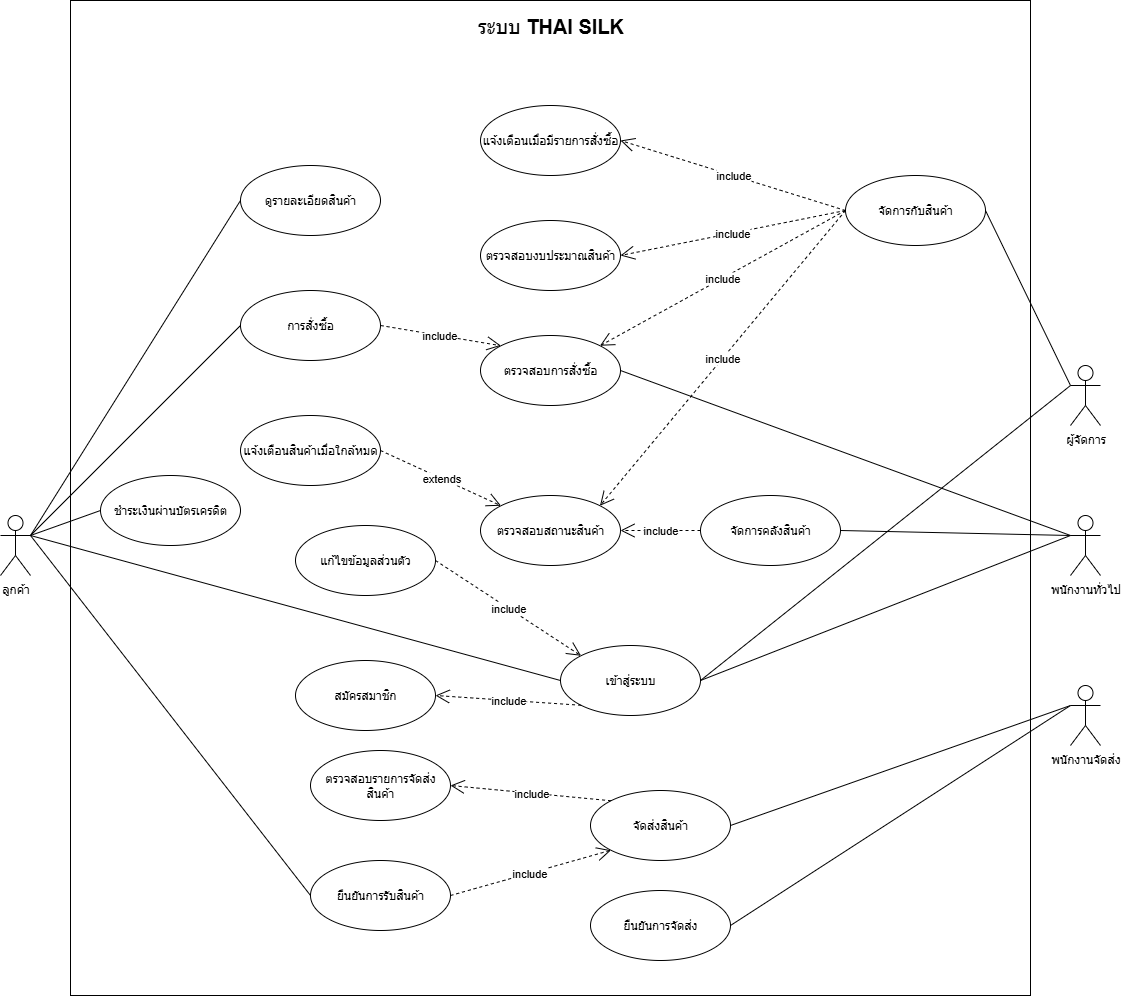 ระบบ THAI SILK
แจ้งเตือนเมื่อมีรายการสั่งซื้อ
include
ดูรายละเอียดสินค้า
จัดการกับสินค้า
ตรวจสอบงบประมาณสินค้า
include
include
การสั่งซื้อ
include
ตรวจสอบการสั่งซื้อ
include
ผู้จัดการ
แจ้งเตือนสินค้าเมื่อใกล้หมด
extends
ชำระเงินผ่านบัตรเครดิต
ตรวจสอบสถานะสินค้า
include
จัดการคลังสินค้า
แก้ไขข้อมูลส่วนตัว
ลูกค้า
พนักงานทั่วไป
include
เข้าสู่ระบบ
สมัครสมาชิก
include
พนักงานจัดส่ง
ตรวจสอบรายการจัดส่ง
สินค้า
include
จัดส่งสินค้า
include
ยืนยันการรับสินค้า
ยืนยันการจัดส่ง